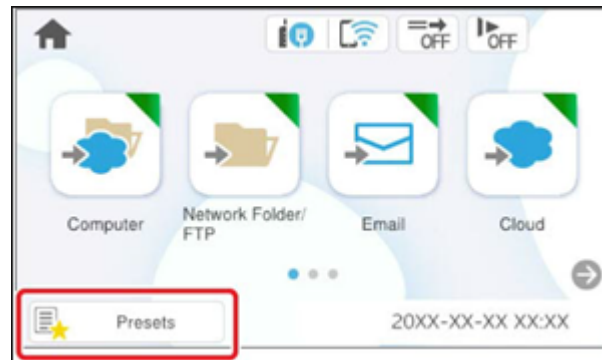 OFF
OFF
Computer
Network Folder/
FTP
Email
Cloud
Presets
20XX-XX-XX XX:XX